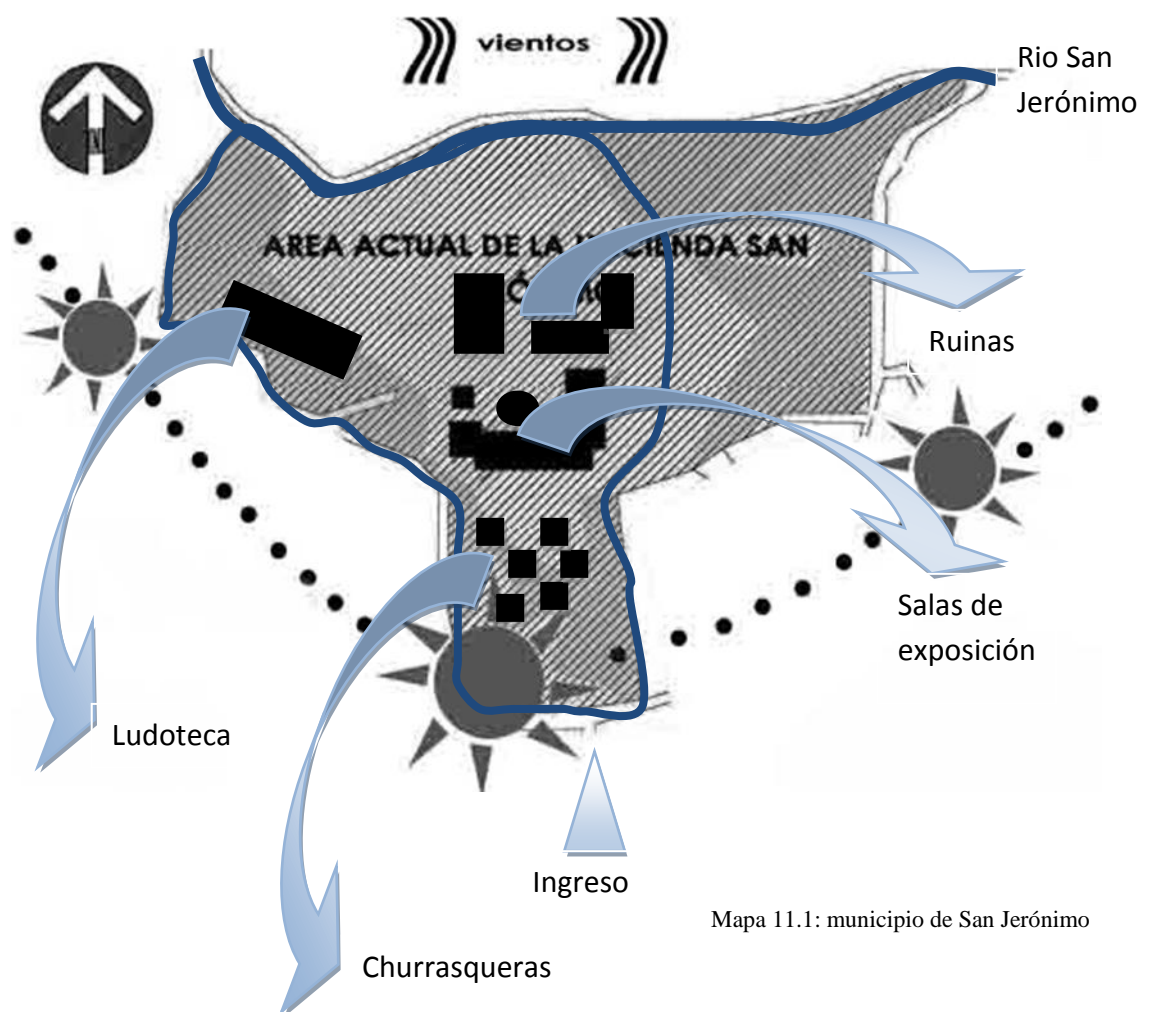 vientos
Rio San
Jerónimo
N
AREA ACTUAL DE LA HACIENDA SAN
Ruinas
Salas de
exposición
Ludoteca
Ingreso
Mapa 11.1: municipio de San Jerónimo
Churrasqueras